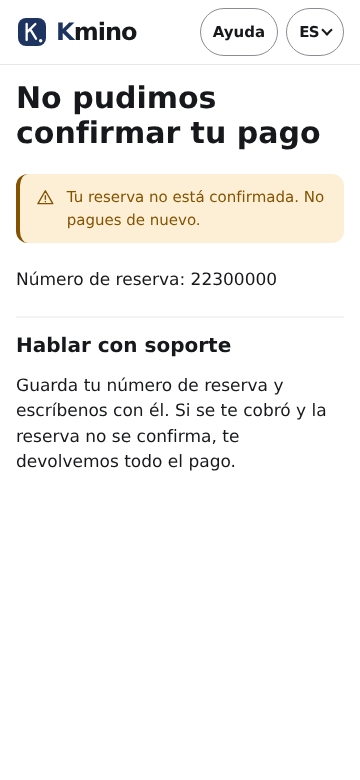 K. Kmino
Ayuda
ES
No pudimos
confirmar tu pago
Tu reserva no está confirmada. No
pagues de nuevo.
Número de reserva: 22300000
Hablar con soporte
Guarda tu número de reserva y
escríbenos con él. Si se te cobró y la
reserva no se confirma, te
devolvemos todo el pago.